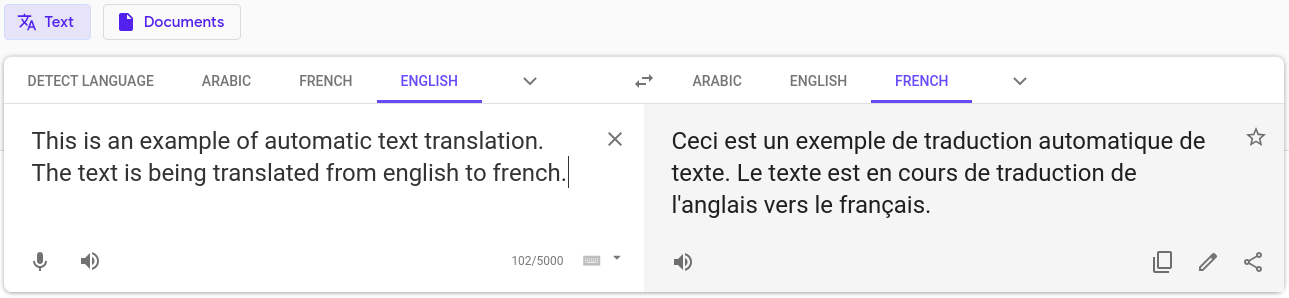 Text Documents
DETECT LANGUAGE ARABIC FRENCH ENGLISH ARABIC ENGLISH FRENCH
This is an example of automatic text translation.
The text is being translated from english to french.
102/5000
Ceci est un exemple de traduction automatique de
texte. Le texte est en cours de traduction de
l'anglais vers le français.